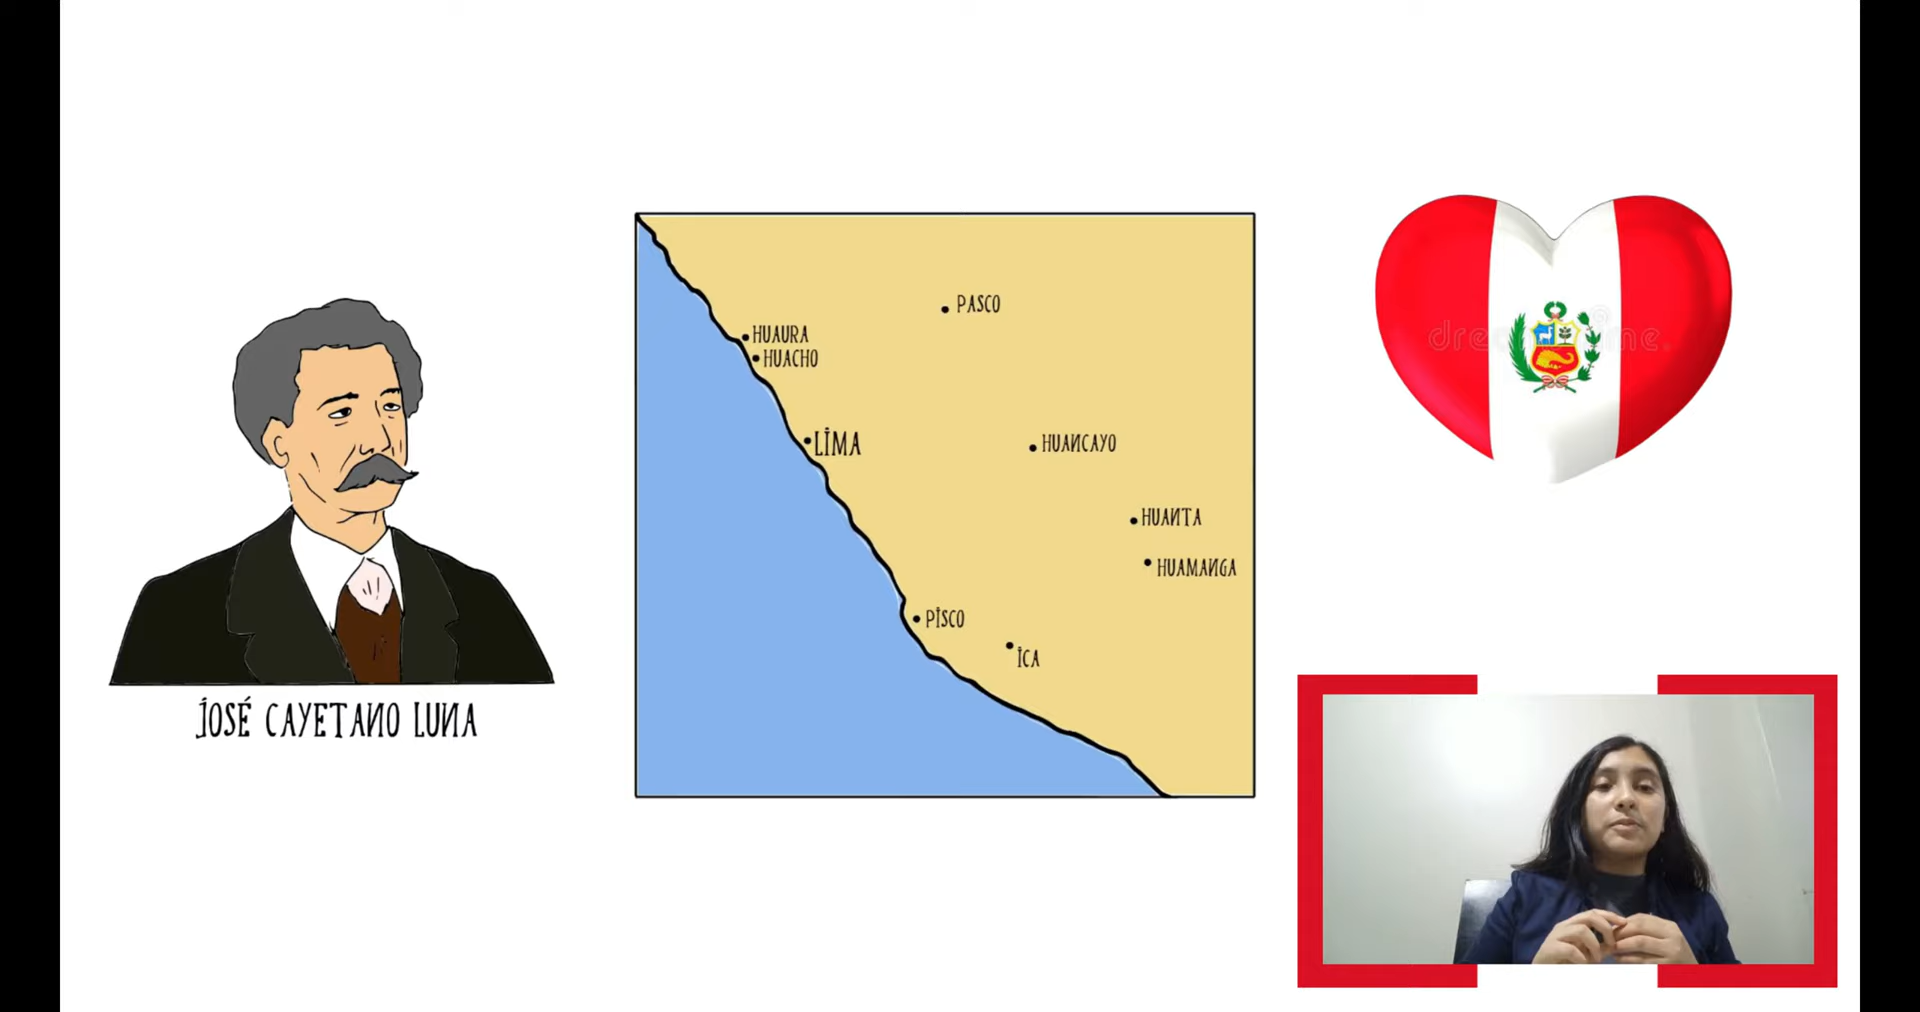 JOSÉ CAYETANO LUNA
PASCO
HUAURA
HUACHO
LIMA
HUANCAYO
HUANTA
HUAMANGA
PISCO
ICA